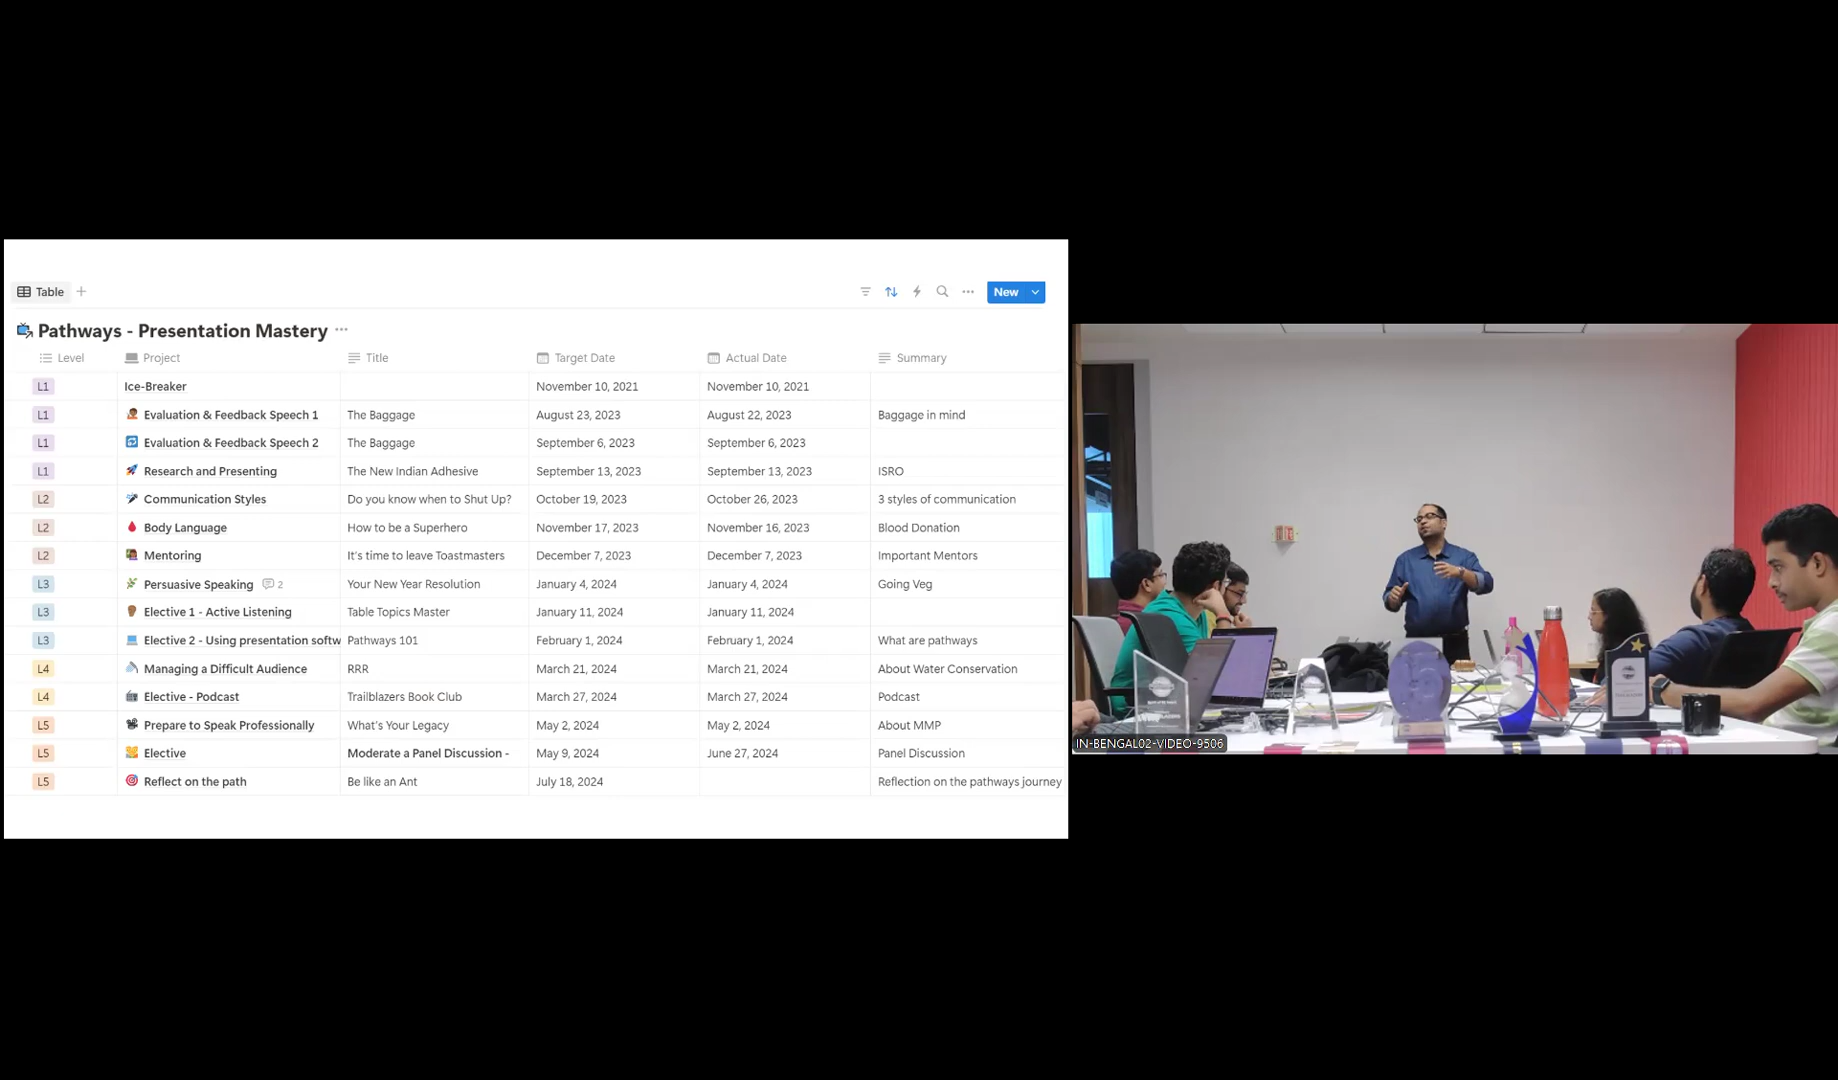 Table
New
Pathways - Presentation Mastery
Level Project Title Target Date Actual Date Summary
L1 Ice-Breaker November 10, 2021 November 10, 2021
L1 Evaluation & Feedback Speech 1 The Baggage August 23, 2023 August 22, 2023 Baggage in mind
L1 Evaluation & Feedback Speech 2 The Baggage September 6, 2023 September 6, 2023
L1 Research and Presenting The New Indian Adhesive September 13, 2023 September 13, 2023 ISRO
L2 Communication Styles Do you know when to Shut Up? October 19, 2023 October 26, 2023 3 styles of communication
L2 Body Language How to be a Superhero November 17, 2023 November 16, 2023 Blood Donation
L2 Mentoring It's time to leave Toastmasters December 7, 2023 December 7, 2023 Important Mentors
L3 Persuasive Speaking 2 Your New Year Resolution January 4, 2024 January 4, 2024 Going Veg
L3 Elective 1 - Active Listening Table Topics Master January 11, 2024 January 11, 2024
L3 Elective 2 - Using presentation softw Pathways 101 February 1, 2024 February 1, 2024 What are pathways
L4 Managing a Difficult Audience RRR March 21, 2024 March 21, 2024 About Water Conservation
L4 Elective - Podcast Trailblazers Book Club March 27, 2024 March 27, 2024 Podcast
L5 Prepare to Speak Professionally What's Your Legacy May 2, 2024 May 2, 2024 About MMP
L5 Elective Moderate a Panel Discussion - May 9, 2024 June 27, 2024 Panel Discussion
L5 Reflect on the path Be like an Ant July 18, 2024 Reflection on the pathways journey
IN-BENGAL02-VIDEO-9506